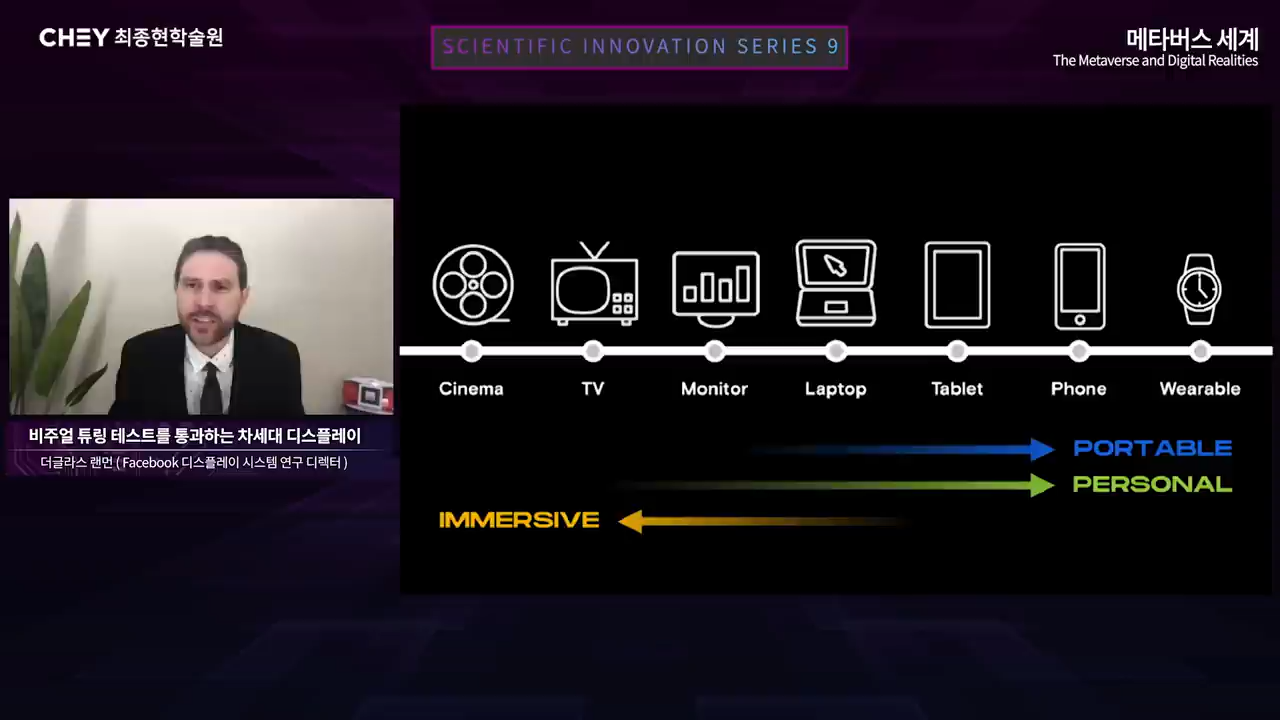 CHEY 최종현학술원
SCIENTIFIC INNOVATION SERIES 9
메타버스 세계
The Metaverse and Digital Realities
비주얼 튜링 테스트를 통과하는 차세대 디스플레이
더글라스 랜먼 ( Facebook 디스플레이 시스템 연구 디렉터 )
Cinema
TV
Monitor
Laptop
Tablet
Phone
Wearable
PORTABLE
PERSONAL
IMMERSIVE